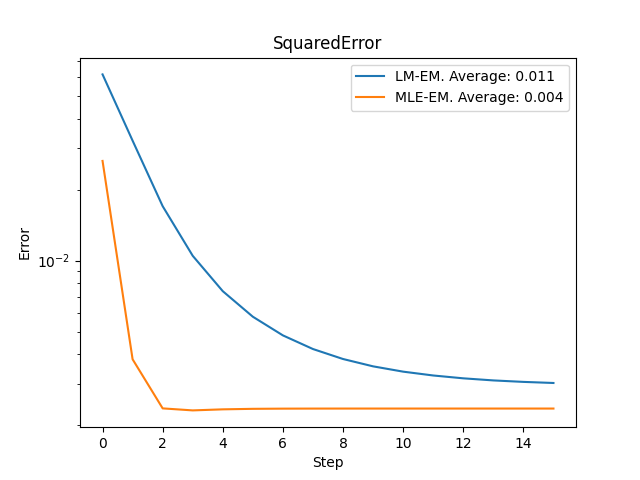 SquaredError
LM-EM. Average: 0.011
MLE-EM. Average: 0.004
Error
10⁻²
0 2 4 6 8 10 12 14
Step